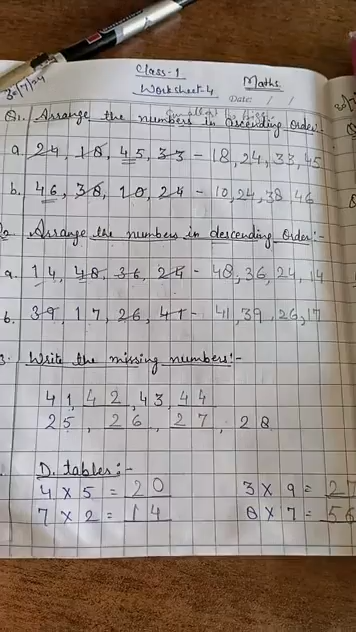 30/7/24
Class-1
Worksheet-4 Maths
Date: / /
Q1. Arrange the numbers in ascending order:-
a. 24, 18, 45, 33 - 18, 24, 33, 45
b. 46, 38, 10, 24 - 10, 24, 38, 46
Arrange the numbers in descending order:-
a. 14, 48, 36, 24 - 48, 36, 24, 14
b. 39, 17, 26, 41 - 41, 39, 26, 17
3. Write the missing numbers:-
41, 42, 43, 44
25, 26, 27, 28
D. tables:-
4 × 5 = 20 3 × 9 = 27
7 × 2 = 14 8 × 7 = 56